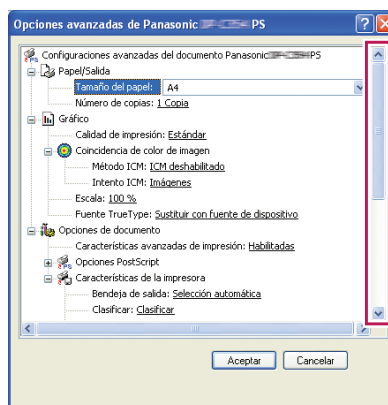 Opciones avanzadas de Panasonic PS
Configuraciones avanzadas del documento Panasonic PS
Papel/Salida
Tamaño del papel: A4
Número de copias: 1 Copia
Gráfico
Calidad de impresión: Estándar
Coincidencia de color de imagen
Método ICM: ICM deshabilitado
Intento ICM: Imágenes
Escala: 100 %
Fuente TrueType: Sustituir con fuente de dispositivo
Opciones de documento
Características avanzadas de impresión: Habilitadas
Opciones PostScript
Características de la impresora
Bendeja de salida: Selección automática
Clasificar: Clasificar
Aceptar Cancelar